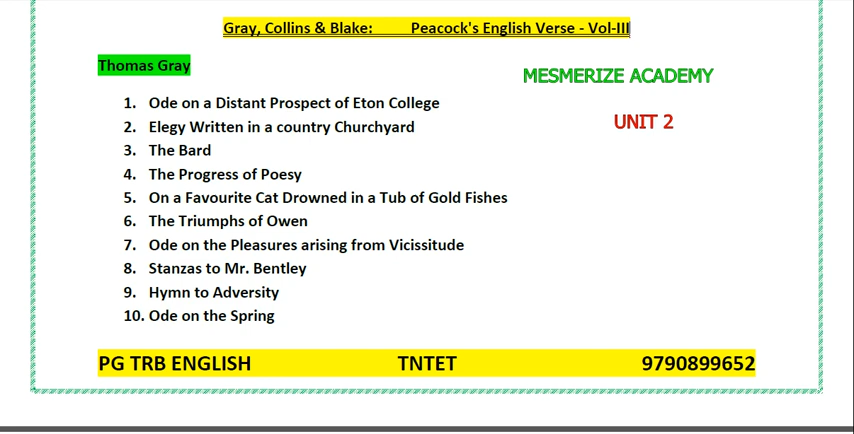 Gray, Collins & Blake: Peacock's English Verse - Vol-III
Thomas Gray
MESMERIZE ACADEMY
UNIT 2
1. Ode on a Distant Prospect of Eton College
2. Elegy Written in a country Churchyard
3. The Bard
4. The Progress of Poesy
5. On a Favourite Cat Drowned in a Tub of Gold Fishes
6. The Triumphs of Owen
7. Ode on the Pleasures arising from Vicissitude
8. Stanzas to Mr. Bentley
9. Hymn to Adversity
10. Ode on the Spring
PG TRB ENGLISH TNTET 9790899652